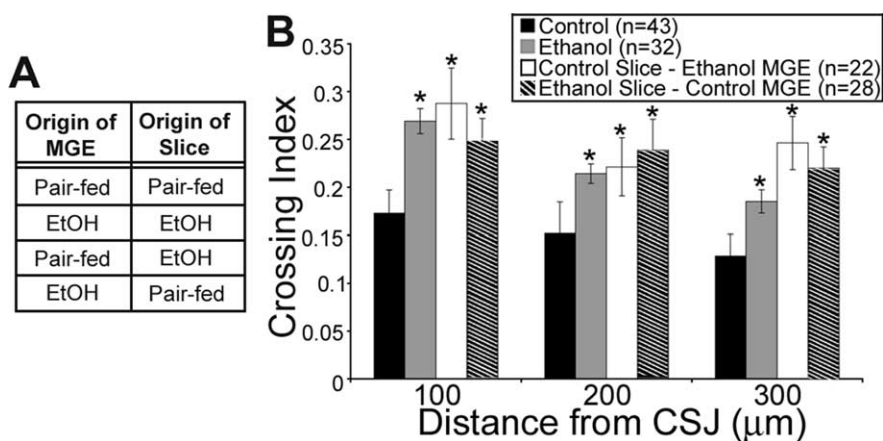 A
Origin of MGE Origin of Slice
Pair-fed Pair-fed
EtOH EtOH
Pair-fed EtOH
EtOH Pair-fed
B
Control (n=43)
Ethanol (n=32)
Control Slice - Ethanol MGE (n=22)
Ethanol Slice - Control MGE (n=28)
Crossing Index
0.35
0.3
0.25
0.2
0.15
0.1
0.05
0
* * *
* * *
* * *
100 200 300
Distance from CSJ (μm)